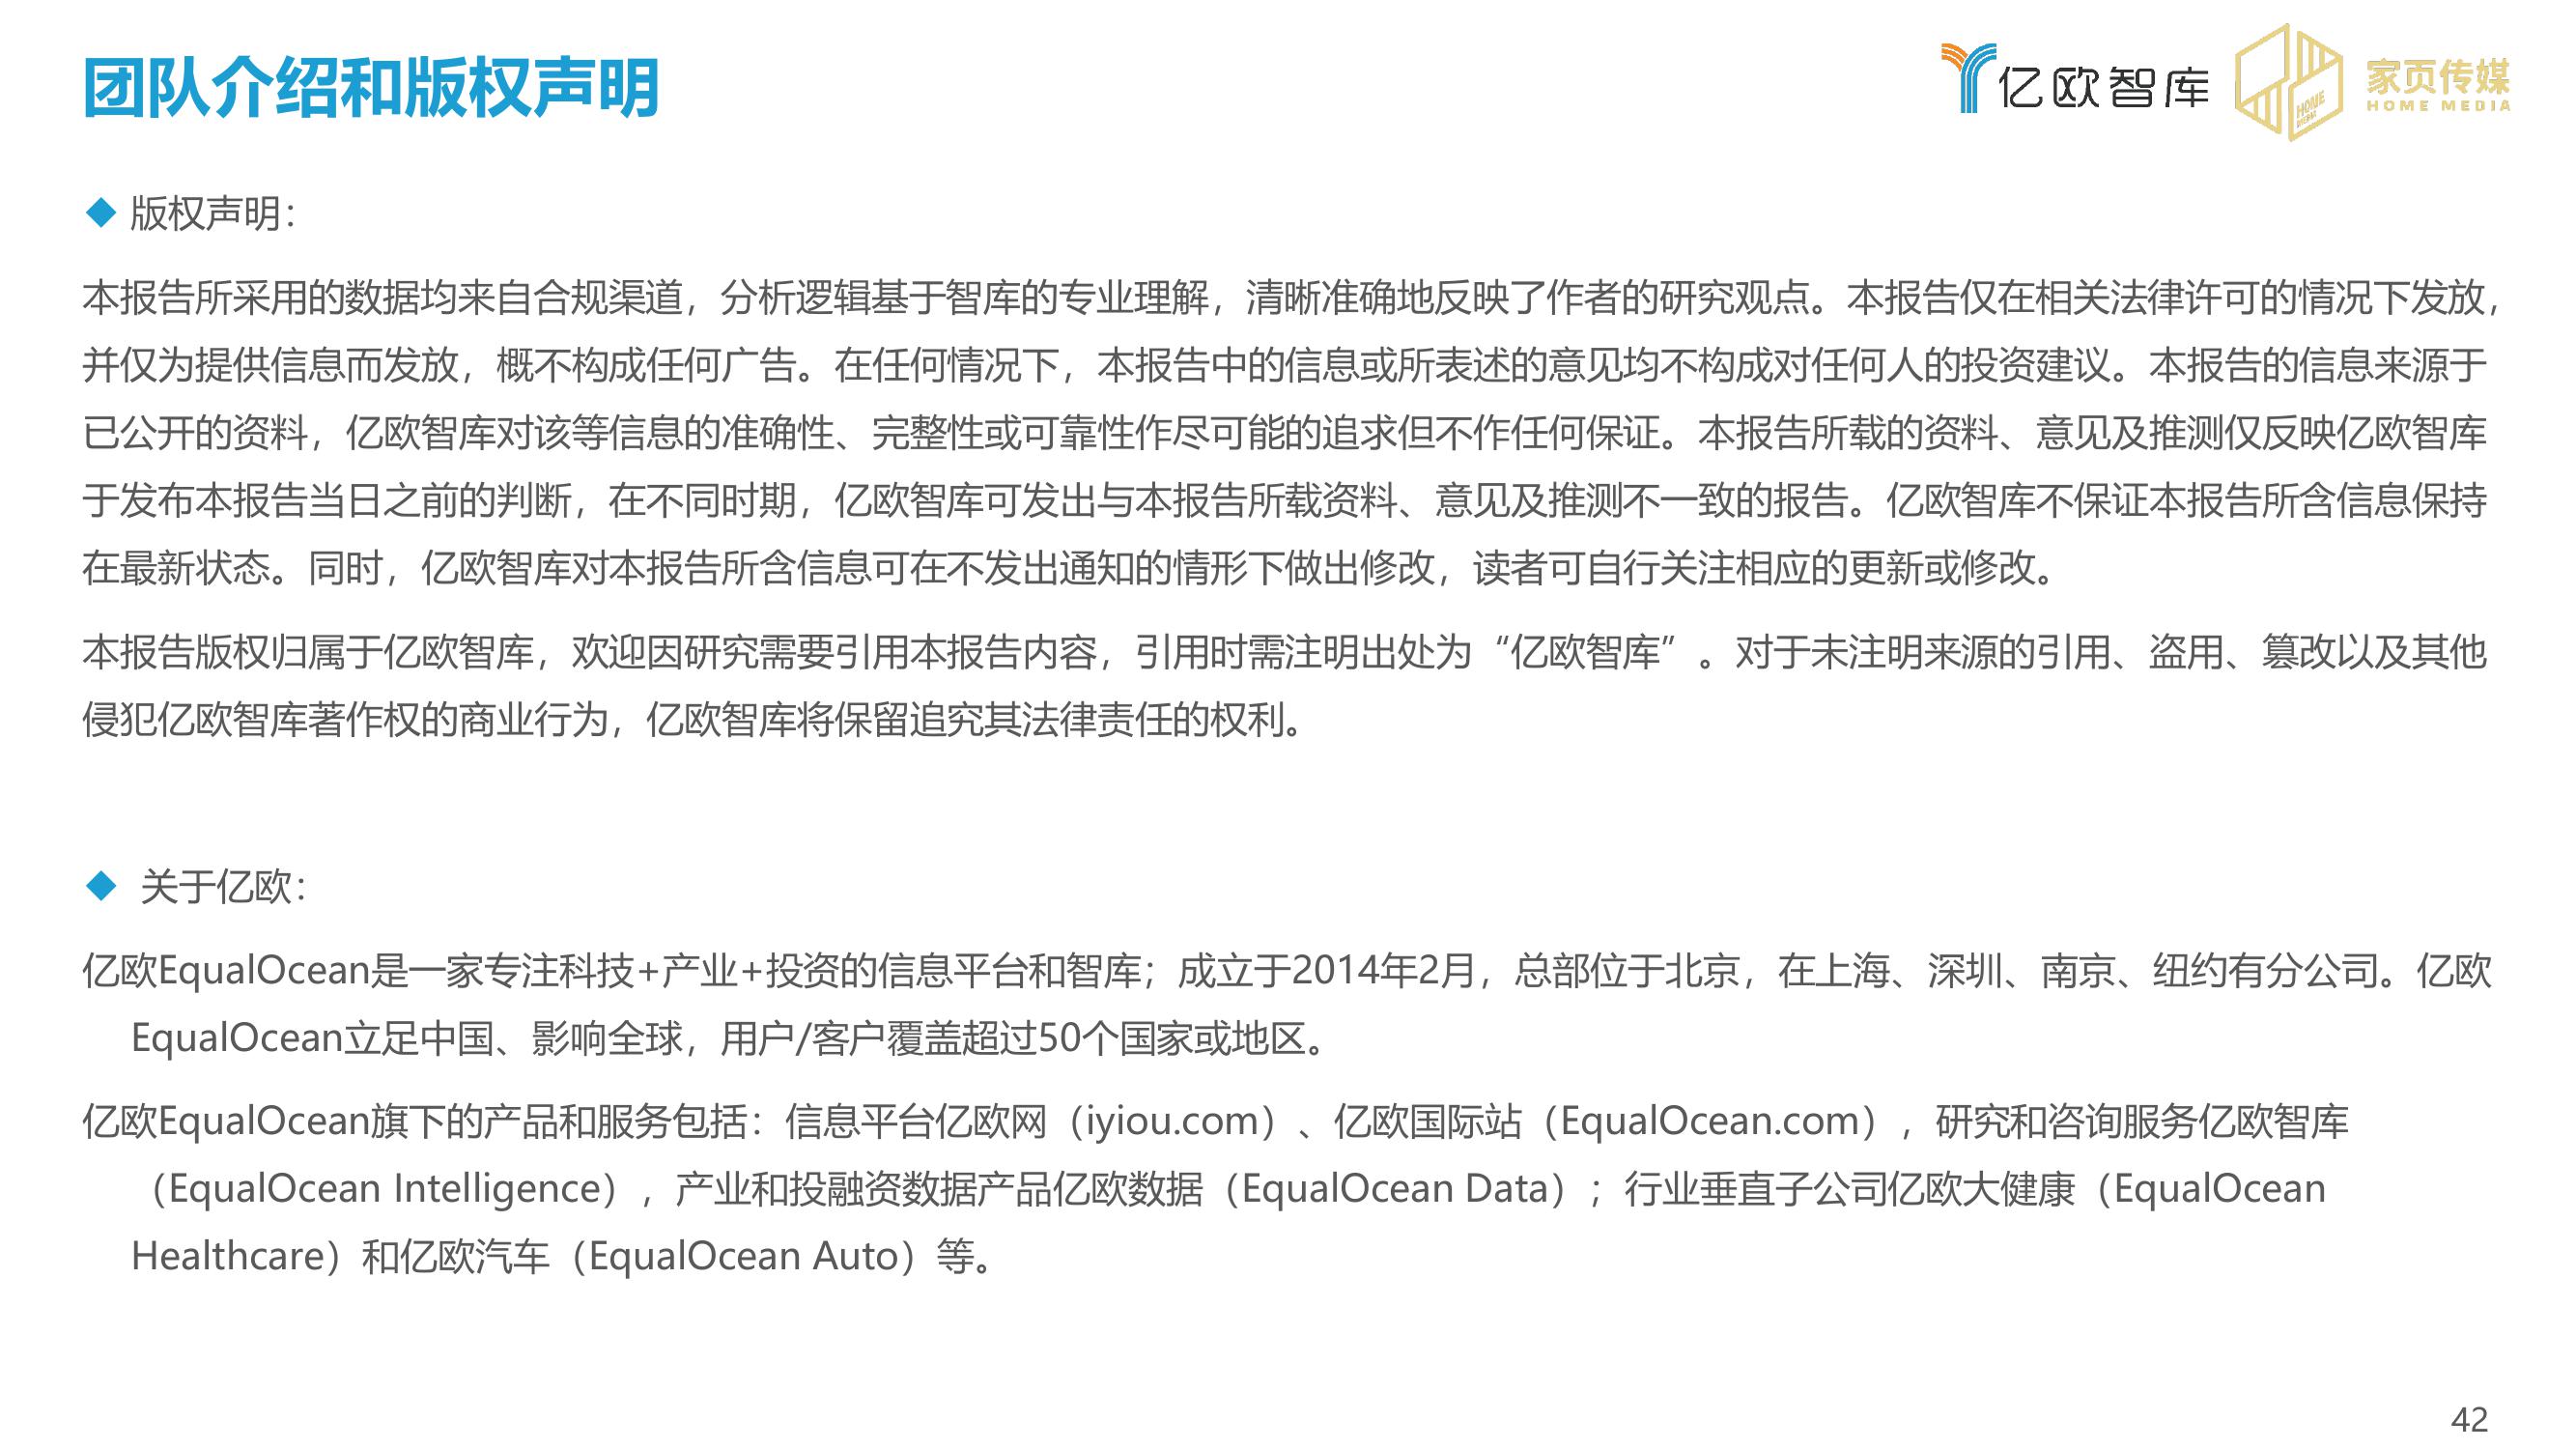 团队介绍和版权声明
亿欧智库
家页传媒
HOME MEDIA
HOME
MEDIA
◆ 版权声明：
本报告所采用的数据均来自合规渠道，分析逻辑基于智库的专业理解，清晰准确地反映了作者的研究观点。本报告仅在相关法律许可的情况下发放，
并仅为提供信息而发放，概不构成任何广告。在任何情况下，本报告中的信息或所表述的意见均不构成对任何人的投资建议。本报告的信息来源于
已公开的资料，亿欧智库对该等信息的准确性、完整性或可靠性作尽可能的追求但不作任何保证。本报告所载的资料、意见及推测仅反映亿欧智库
于发布本报告当日之前的判断，在不同时期，亿欧智库可发出与本报告所载资料、意见及推测不一致的报告。亿欧智库不保证本报告所含信息保持
在最新状态。同时，亿欧智库对本报告所含信息可在不发出通知的情形下做出修改，读者可自行关注相应的更新或修改。
本报告版权归属于亿欧智库，欢迎因研究需要引用本报告内容，引用时需注明出处为“亿欧智库”。对于未注明来源的引用、盗用、篡改以及其他
侵犯亿欧智库著作权的商业行为，亿欧智库将保留追究其法律责任的权利。
◆ 关于亿欧：
亿欧EqualOcean是一家专注科技+产业+投资的信息平台和智库；成立于2014年2月，总部位于北京，在上海、深圳、南京、纽约有分公司。亿欧
EqualOcean立足中国、影响全球，用户/客户覆盖超过50个国家或地区。
亿欧EqualOcean旗下的产品和服务包括：信息平台亿欧网（iyiou.com）、亿欧国际站（EqualOcean.com），研究和咨询服务亿欧智库
（EqualOcean Intelligence），产业和投融资数据产品亿欧数据（EqualOcean Data）；行业垂直子公司亿欧大健康（EqualOcean
Healthcare）和亿欧汽车（EqualOcean Auto）等。
42